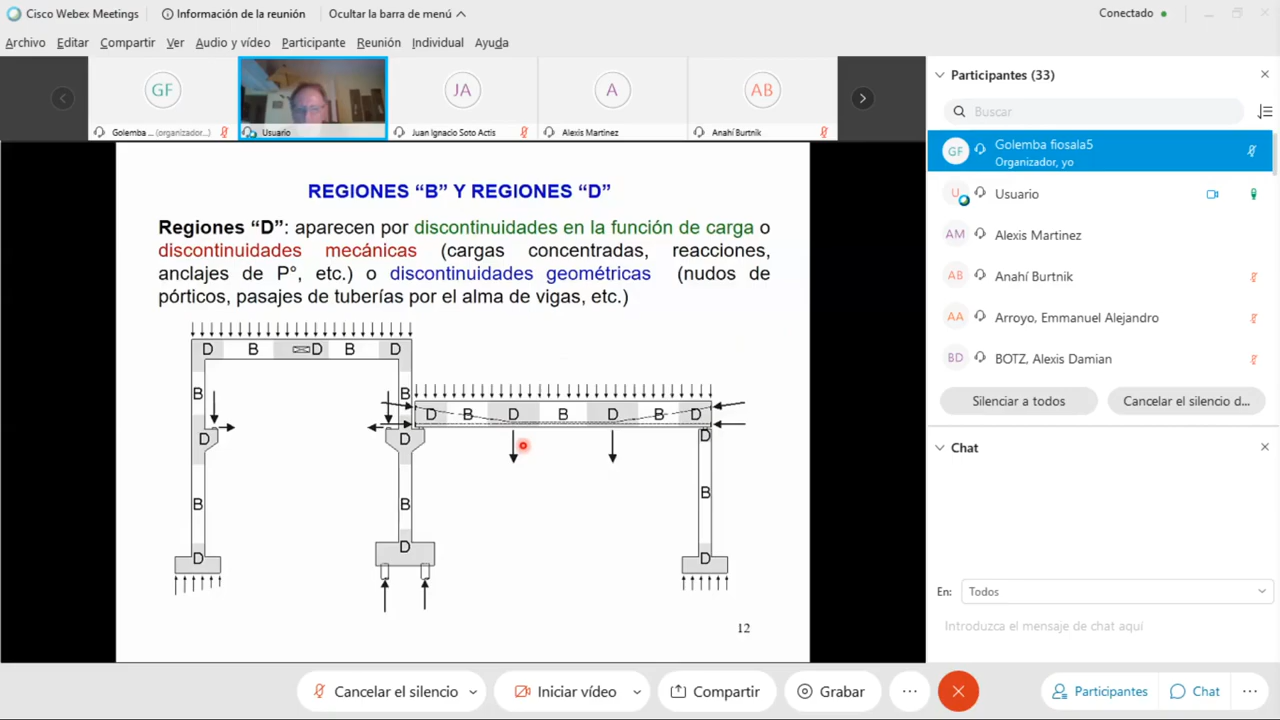 Cisco Webex Meetings
Información de la reunión
Ocultar la barra de menú
Conectado
Archivo Editar Compartir Ver Audio y vídeo Participante Reunión Individual Ayuda
GF
JA
A
AB
Golemba ... (organizador...)
Usuario
Juan Ignacio Soto Actis
Alexis Martinez
Anahí Burtnik
REGIONES “B” Y REGIONES “D”
Regiones “D”: aparecen por discontinuidades en la función de carga o
discontinuidades mecánicas (cargas concentradas, reacciones,
anclajes de P°, etc.) o discontinuidades geométricas (nudos de
pórticos, pasajes de tuberías por el alma de vigas, etc.)
D B D B D
B B
D B D B D B D
D D D
B B B
D D D
12
Participantes (33)
Buscar
GF Golemba fiosala5
Organizador, yo
U Usuario
AM Alexis Martinez
AB Anahí Burtnik
AA Arroyo, Emmanuel Alejandro
BD BOTZ, Alexis Damian
Silenciar a todos
Cancelar el silencio d...
Chat
En: Todos
Introduzca el mensaje de chat aquí
Cancelar el silencio
Iniciar vídeo
Compartir
Grabar
Participantes
Chat